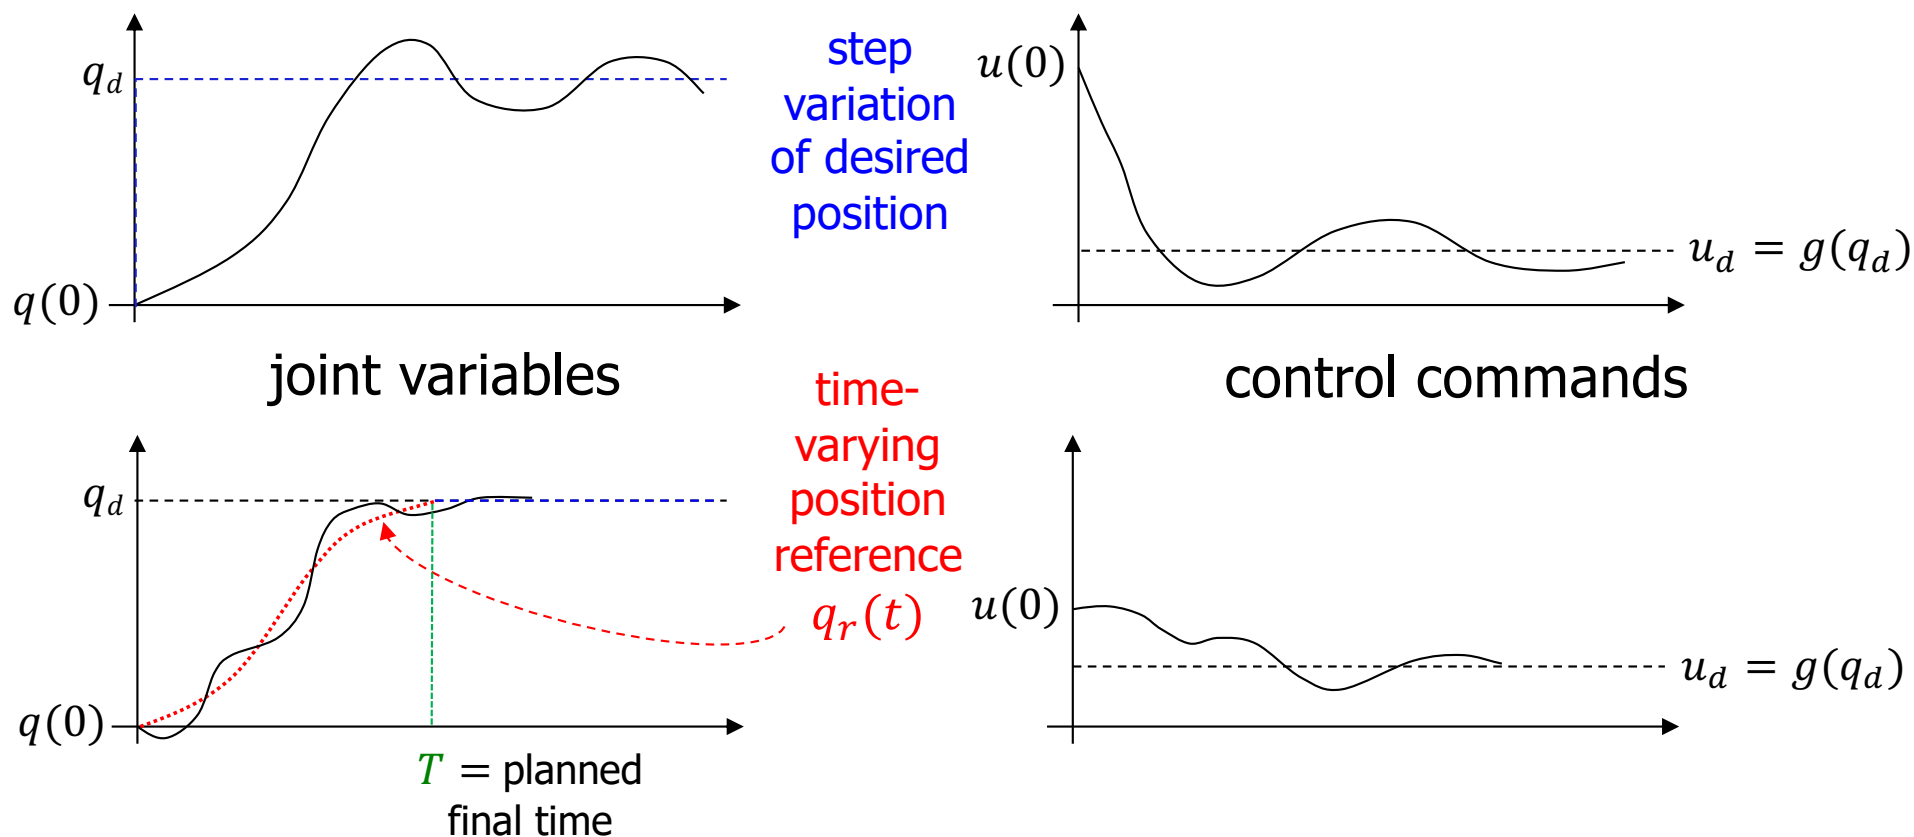 q_d
q(0)
joint variables
step
variation
of desired
position
u(0)
u_d = g(q_d)
control commands
time-
varying
position
reference
q_r(t)
q_d
q(0)
T = planned
final time
u(0)
u_d = g(q_d)